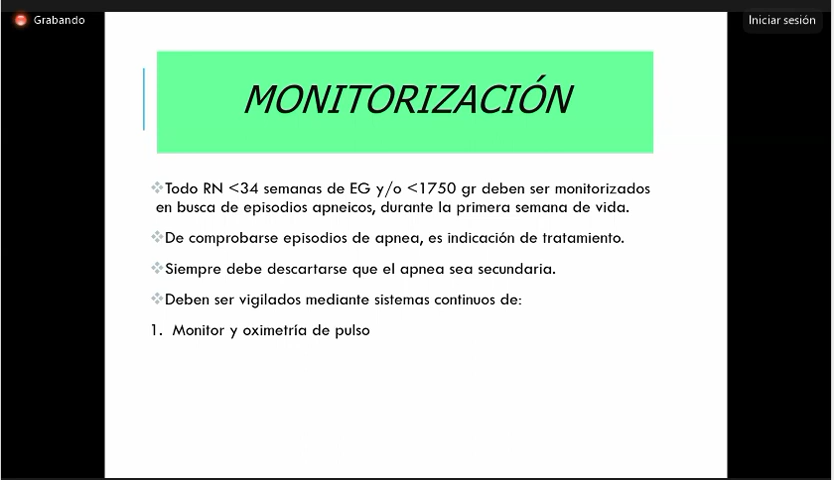 Grabando
Iniciar sesión
MONITORIZACIÓN
Todo RN <34 semanas de EG y/o <1750 gr deben ser monitorizados
en busca de episodios apneicos, durante la primera semana de vida.
De comprobarse episodios de apnea, es indicación de tratamiento.
Siempre debe descartarse que el apnea sea secundaria.
Deben ser vigilados mediante sistemas continuos de:
1. Monitor y oximetría de pulso